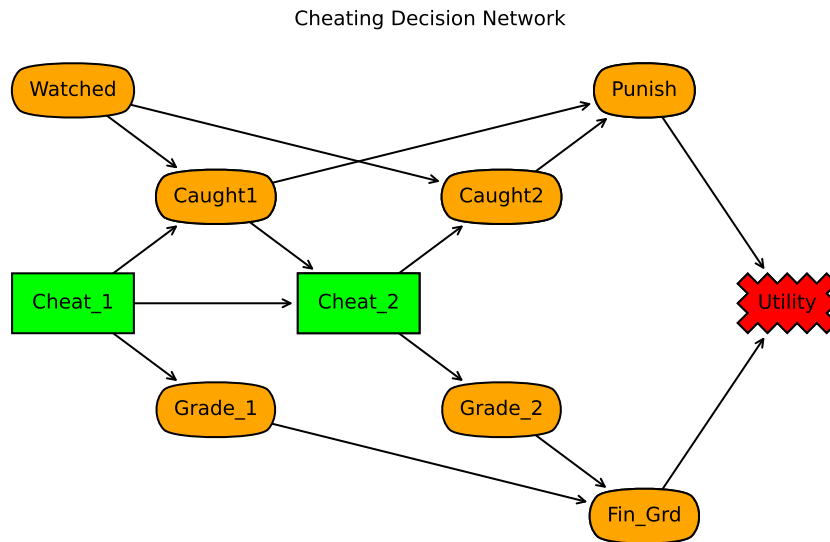 Cheating Decision Network
Watched
Punish
Caught1
Caught2
Cheat_1
Cheat_2
Utility
Grade_1
Grade_2
Fin_Grd